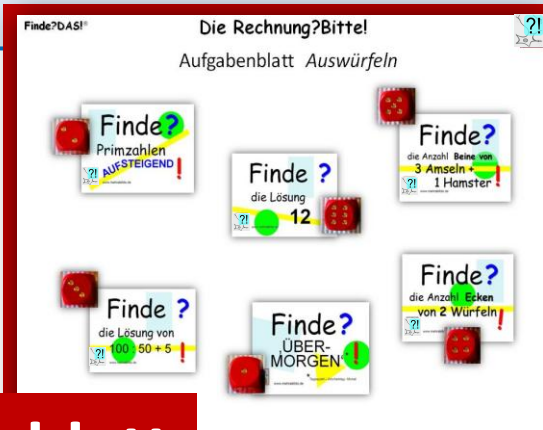 Finde?DAS!®
Die Rechnung?Bitte!
?!
Aufgabenblatt Auswürfeln
Finde?
Primzahlen
AUFSTEIGEND!
?!
Finde ?
die Lösung
12
?!
Finde?
die Anzahl Beine von
3 Amseln +
1 Hamster!
?!
Finde ?
die Lösung von
100 : 50 + 5 !
?!
Finde?
„ÜBER-
MORGEN“!
Finde?
die Anzahl Ecken
von 2 Würfeln!
?!